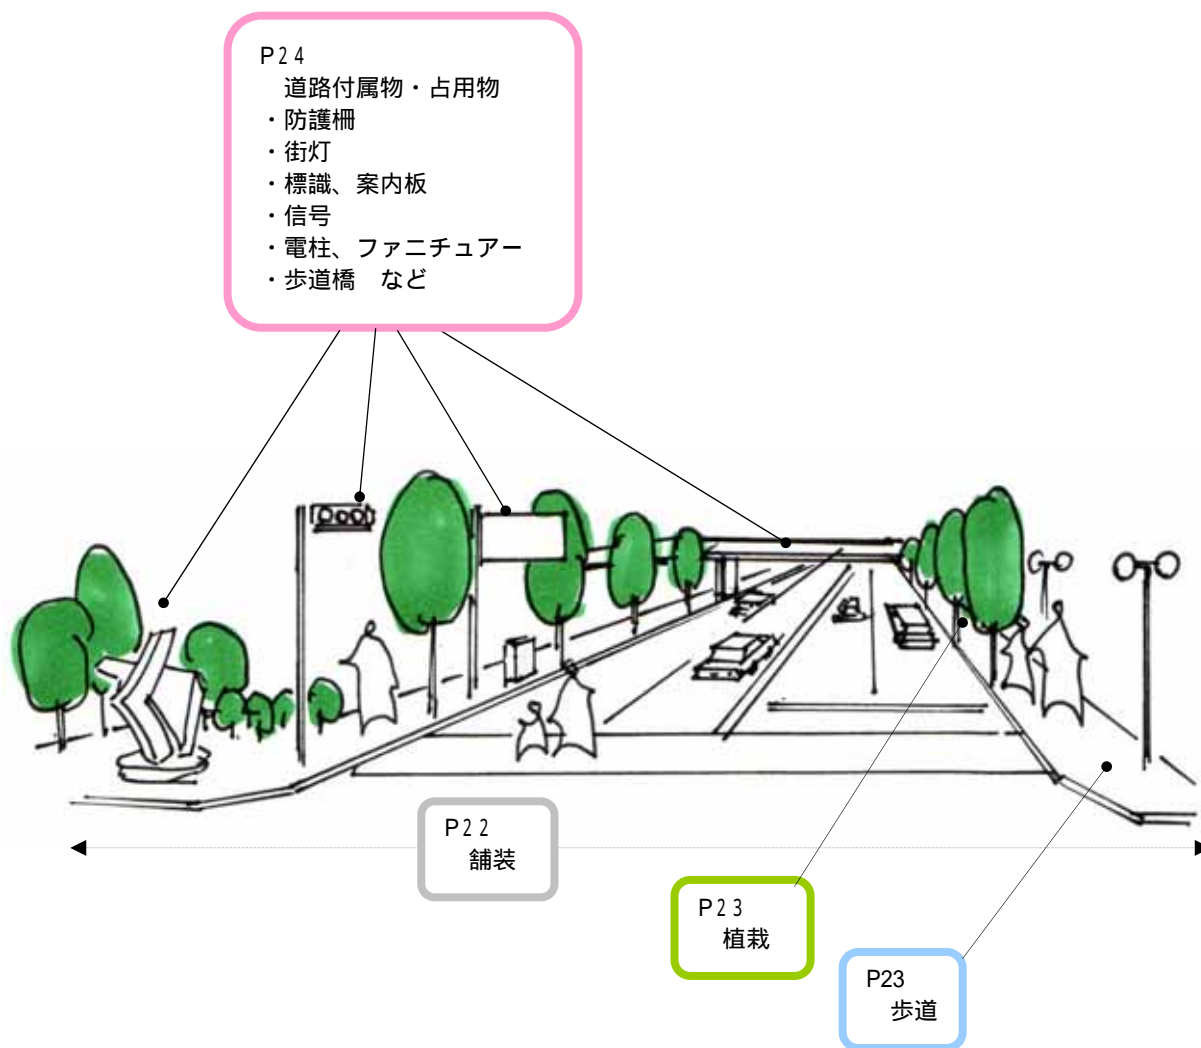 P24
道路付属物・占用物
・防護柵
・街灯
・標識、案内板
・信号
・電柱、ファニチュアー
・歩道橋　など
P22
舗装
P23
植栽
P23
歩道